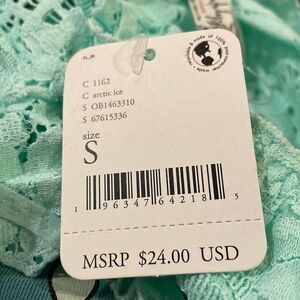 C 1162
C arctic ice
S OB1463310
S 67615336
size
S
1 96347 64218 5
MSRP $24.00 USD